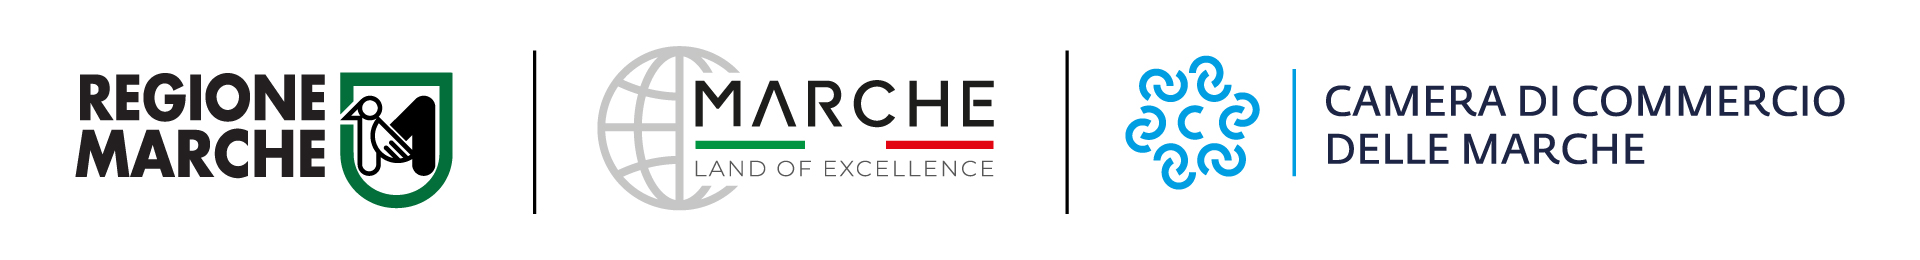 REGIONE
MARCHE
MARCHE
LAND OF EXCELLENCE
CAMERA DI COMMERCIO
DELLE MARCHE